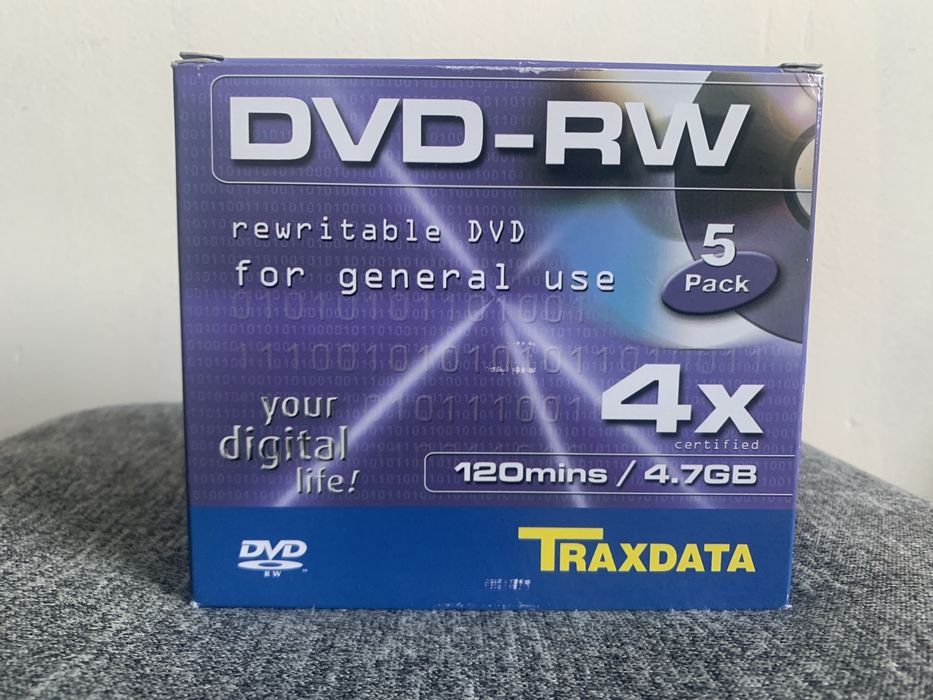 DVD-RW
rewritable DVD
for general use
5
Pack
4x
certified
your
digital
life!
120mins / 4.7GB
DVD
RW
TRAXDATA